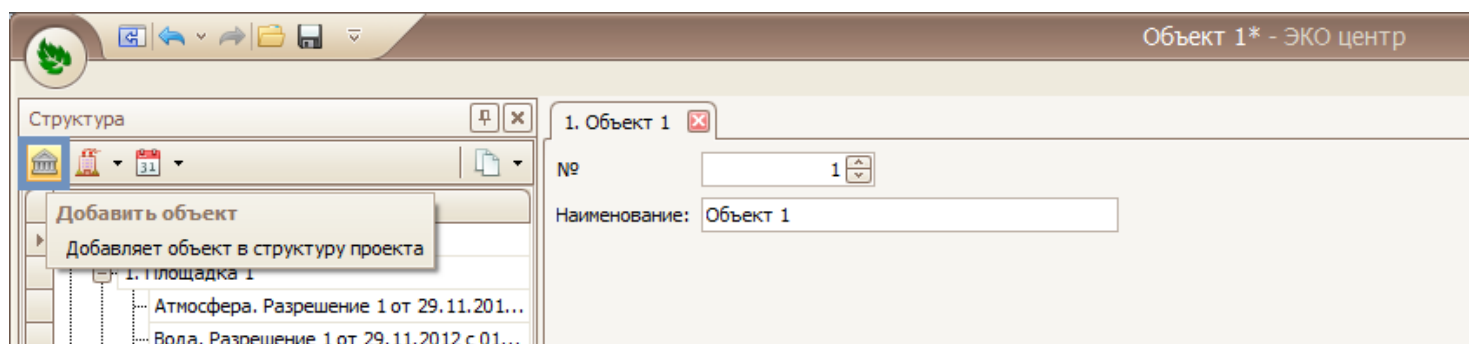 Объект 1* - ЭКО центр
Структура
31
Добавить объект
Добавляет объект в структуру проекта
1. Площадка 1
Атмосфера. Разрешение 1 от 29.11.201...
Вода. Разрешение 1 от 29.11.2012 с 01...
1. Объект 1
№ 1
Наименование: Объект 1